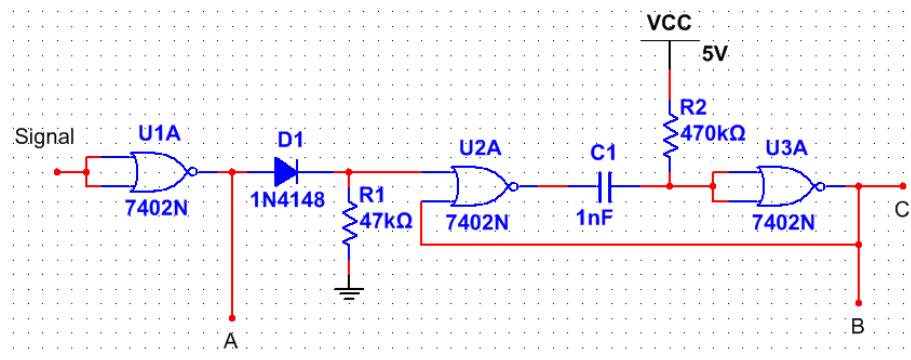 VCC
5V
Signal
U1A
7402N
D1
1N4148
R1
47kΩ
U2A
7402N
C1
1nF
R2
470kΩ
U3A
7402N
C
A
B